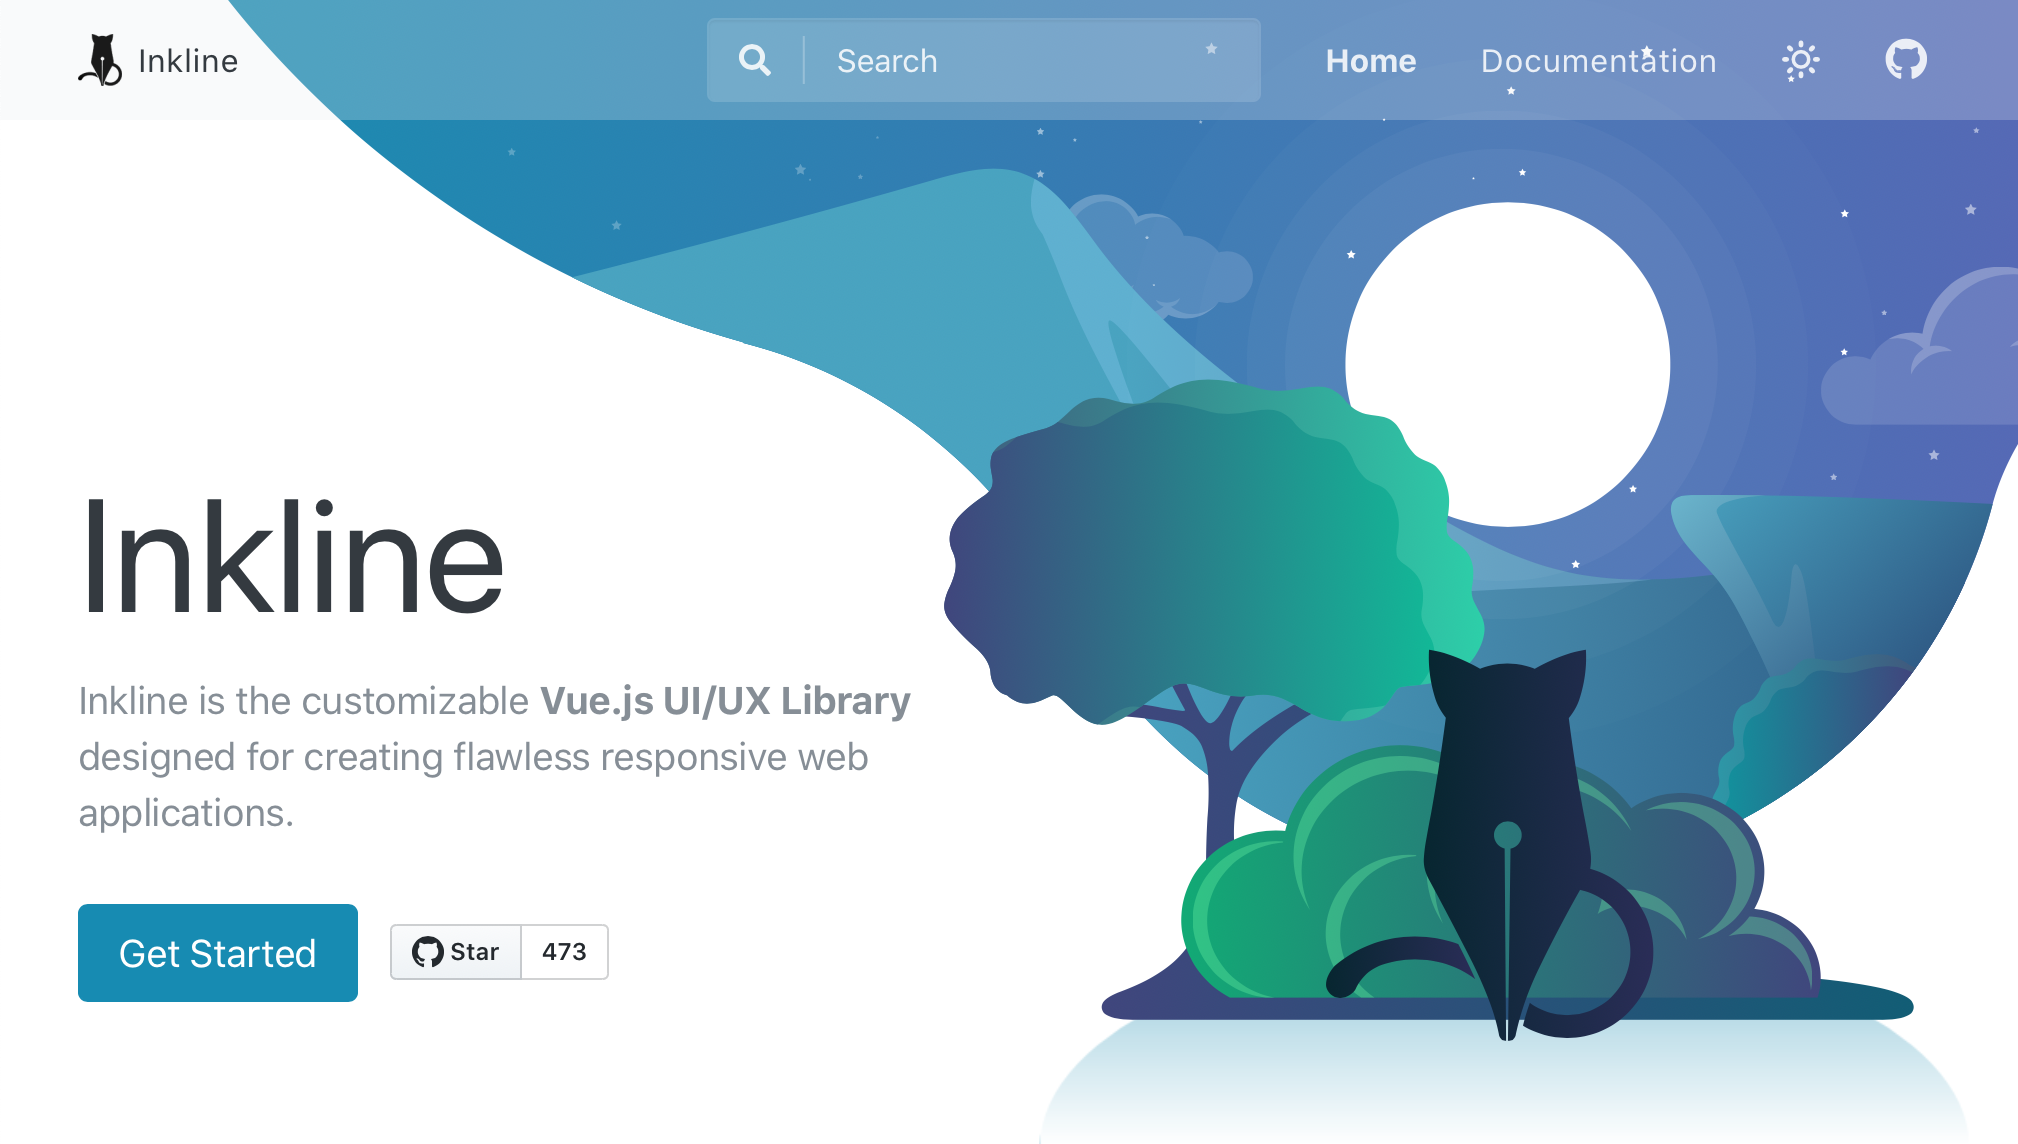 Inkline
Search
Home
Documentation
Inkline
Inkline is the customizable Vue.js UI/UX Library
designed for creating flawless responsive web
applications.
Get Started
Star
473